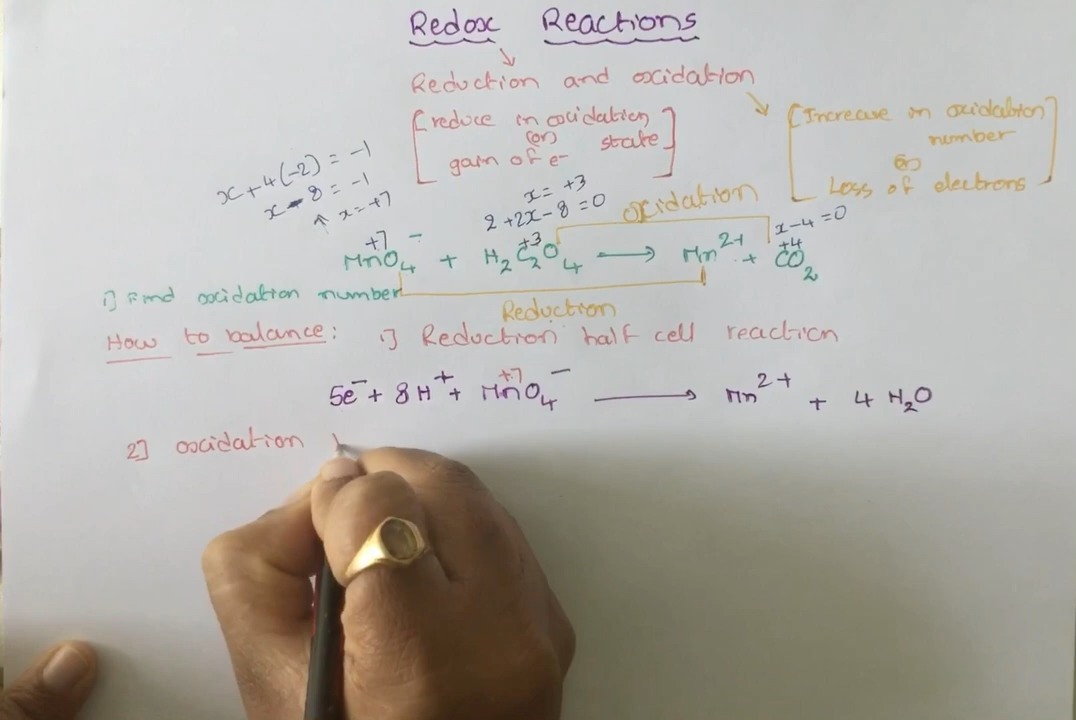 Redox Reactions
↓
Reduction and oxidation
[reduce in oxidation
(or) state]
gain of e-
[Increase in oxidation
number
(or)
Loss of electrons]
x+4(-2) = -1
x-8 = -1
↑ x=+7
x= +3
2+2x-8=0
oxidation
x-4=0
+7 +3 +4
MnO4⁻ + H2C2O4 ⟶ Mn²⁺ + CO2
1) Find oxidation number
Reduction
How to balance: 1] Reduction half cell reaction
+7
5e⁻ + 8H⁺ + MnO4⁻ ⟶ Mn²⁺ + 4 H2O
2] oxidation